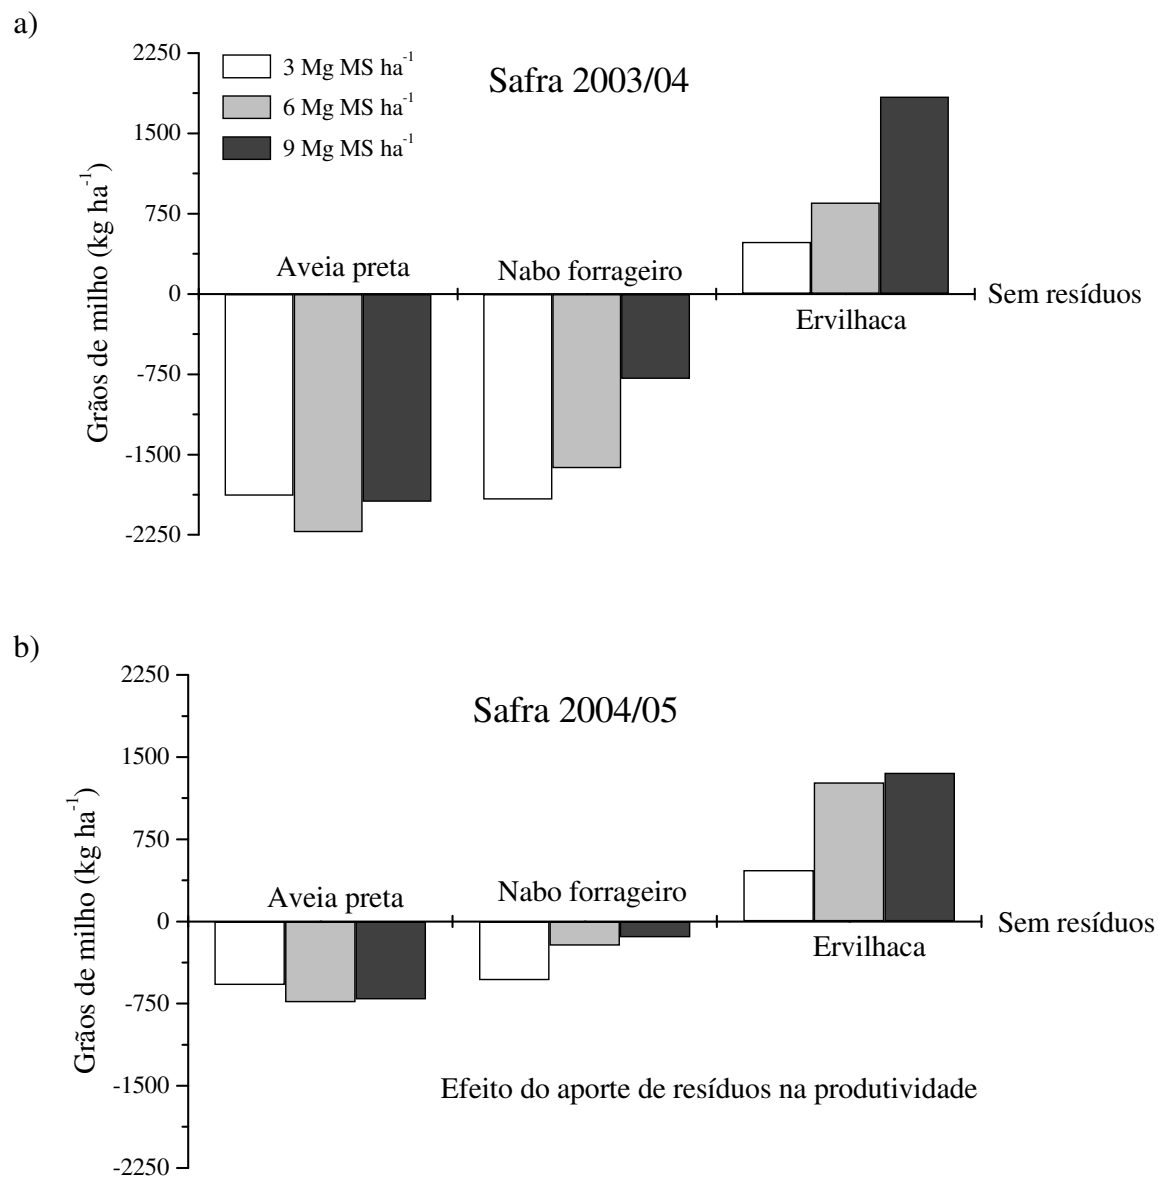 a)
2250
1500
750
0
-750
-1500
-2250
Grãos de milho (kg ha⁻¹)
3 Mg MS ha⁻¹
6 Mg MS ha⁻¹
9 Mg MS ha⁻¹
Safra 2003/04
Aveia preta
Nabo forrageiro
Ervilhaca
Sem resíduos
b)
2250
1500
750
0
-750
-1500
-2250
Grãos de milho (kg ha⁻¹)
Safra 2004/05
Aveia preta
Nabo forrageiro
Ervilhaca
Sem resíduos
Efeito do aporte de resíduos na produtividade